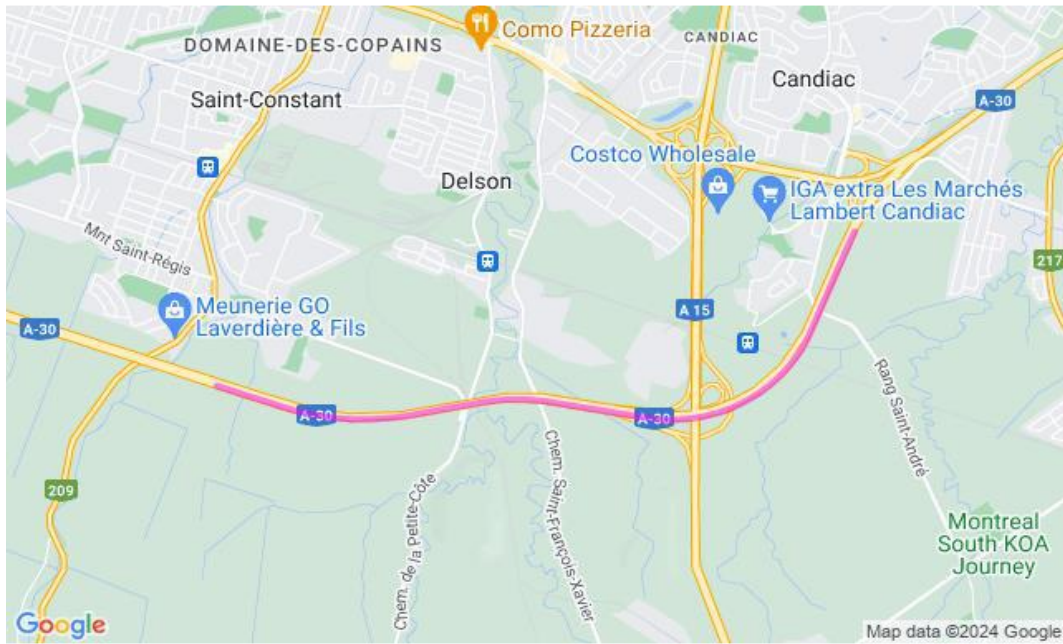 Como Pizzeria
DOMAINE-DES-COPAINS
CANDIAC
Candiac
Saint-Constant
A-30
Costco Wholesale
Delson
IGA extra Les Marchés
Lambert Candiac
Mnt Saint-Régis
217
Meunerie GO
Laverdière & Fils
A-30
A 15
A-30
A-30
Rang Saint-André
Chem. de la Petite-Côte
Chem. Saint-François-Xavier
209
Montreal
South KOA
Journey
Google
Map data ©2024 Google